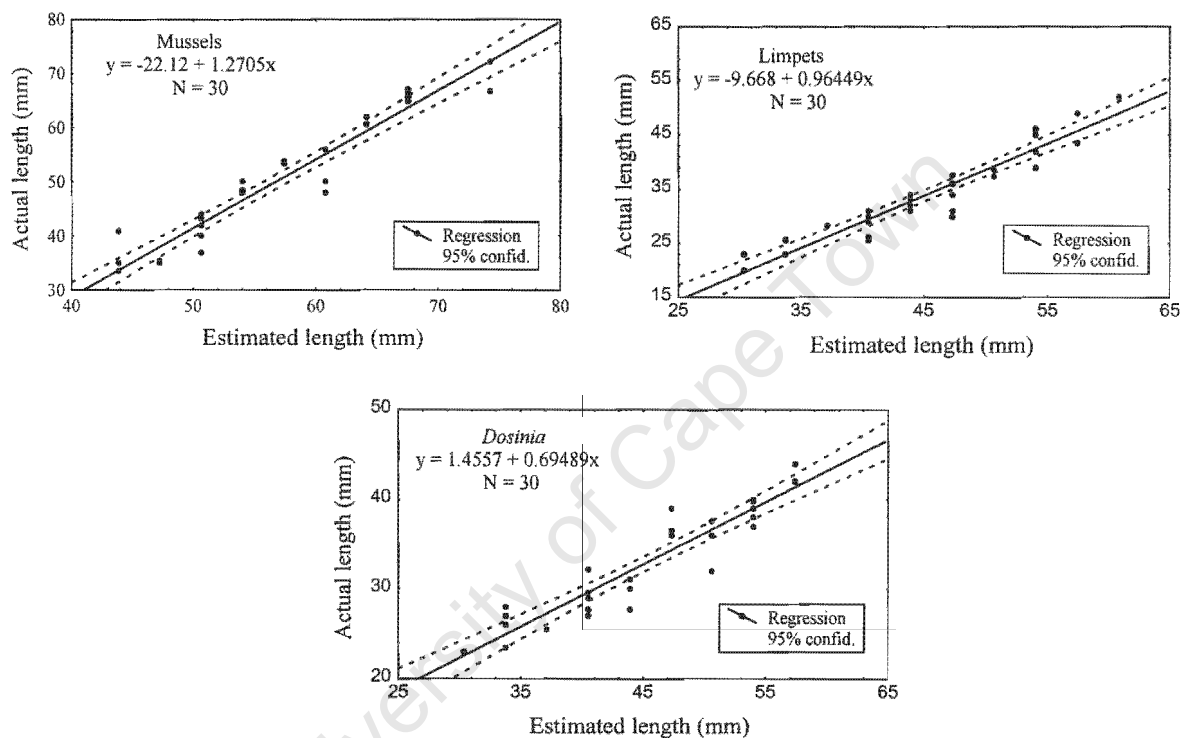 Mussels
y = -22.12 + 1.2705x
N = 30
Actual length (mm)
80
70
60
50
40
30
Regression
95% confid.
40 50 60 70 80
Estimated length (mm)
Limpets
y = -9.668 + 0.96449x
N = 30
Actual length (mm)
65
55
45
35
25
15
Regression
95% confid.
25 35 45 55 65
Estimated length (mm)
Dosinia
y = 1.4557 + 0.69489x
N = 30
Actual length (mm)
50
40
30
20
Regression
95% confid.
25 35 45 55 65
Estimated length (mm)
versity of Cape Town